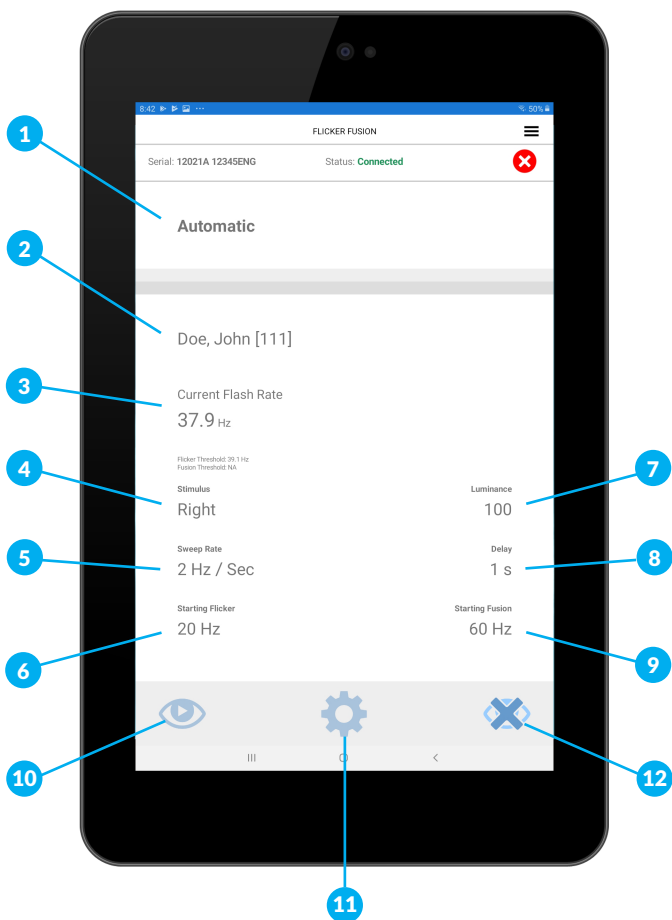 8:42 ··· 50%
FLICKER FUSION
Serial: 12021A 12345ENG Status: Connected
1
Automatic
2
Doe, John [111]
3
Current Flash Rate
37.9 Hz
Flicker Threshold: 39.1 Hz
Fusion Threshold: NA
4 7
Stimulus Luminance
Right 100
5 8
Sweep Rate Delay
2 Hz / Sec 1 s
Starting Flicker Starting Fusion
20 Hz 60 Hz
6 9
10 12
11